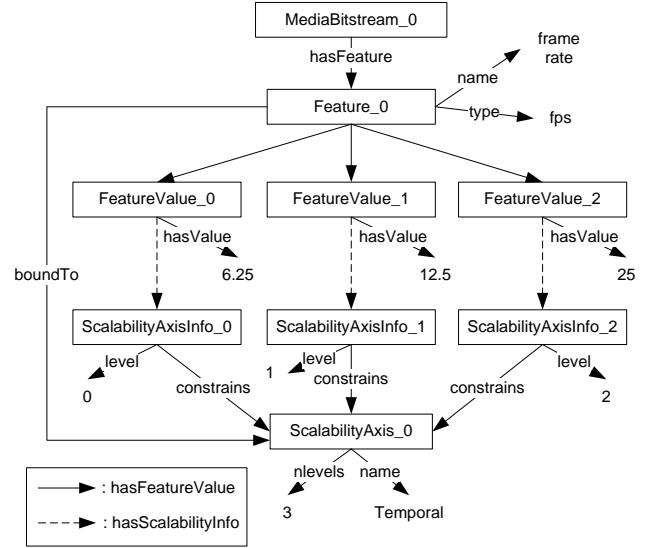 MediaBitstream_0
hasFeature
frame
rate
name
Feature_0
type
fps
FeatureValue_0
FeatureValue_1
FeatureValue_2
hasValue
hasValue
hasValue
boundTo
6.25
12.5
25
ScalabilityAxisInfo_0
ScalabilityAxisInfo_1
ScalabilityAxisInfo_2
level
level
level
0
1
2
constrains
constrains
constrains
ScalabilityAxis_0
nlevels
name
3
Temporal
: hasFeatureValue
: hasScalabilityInfo